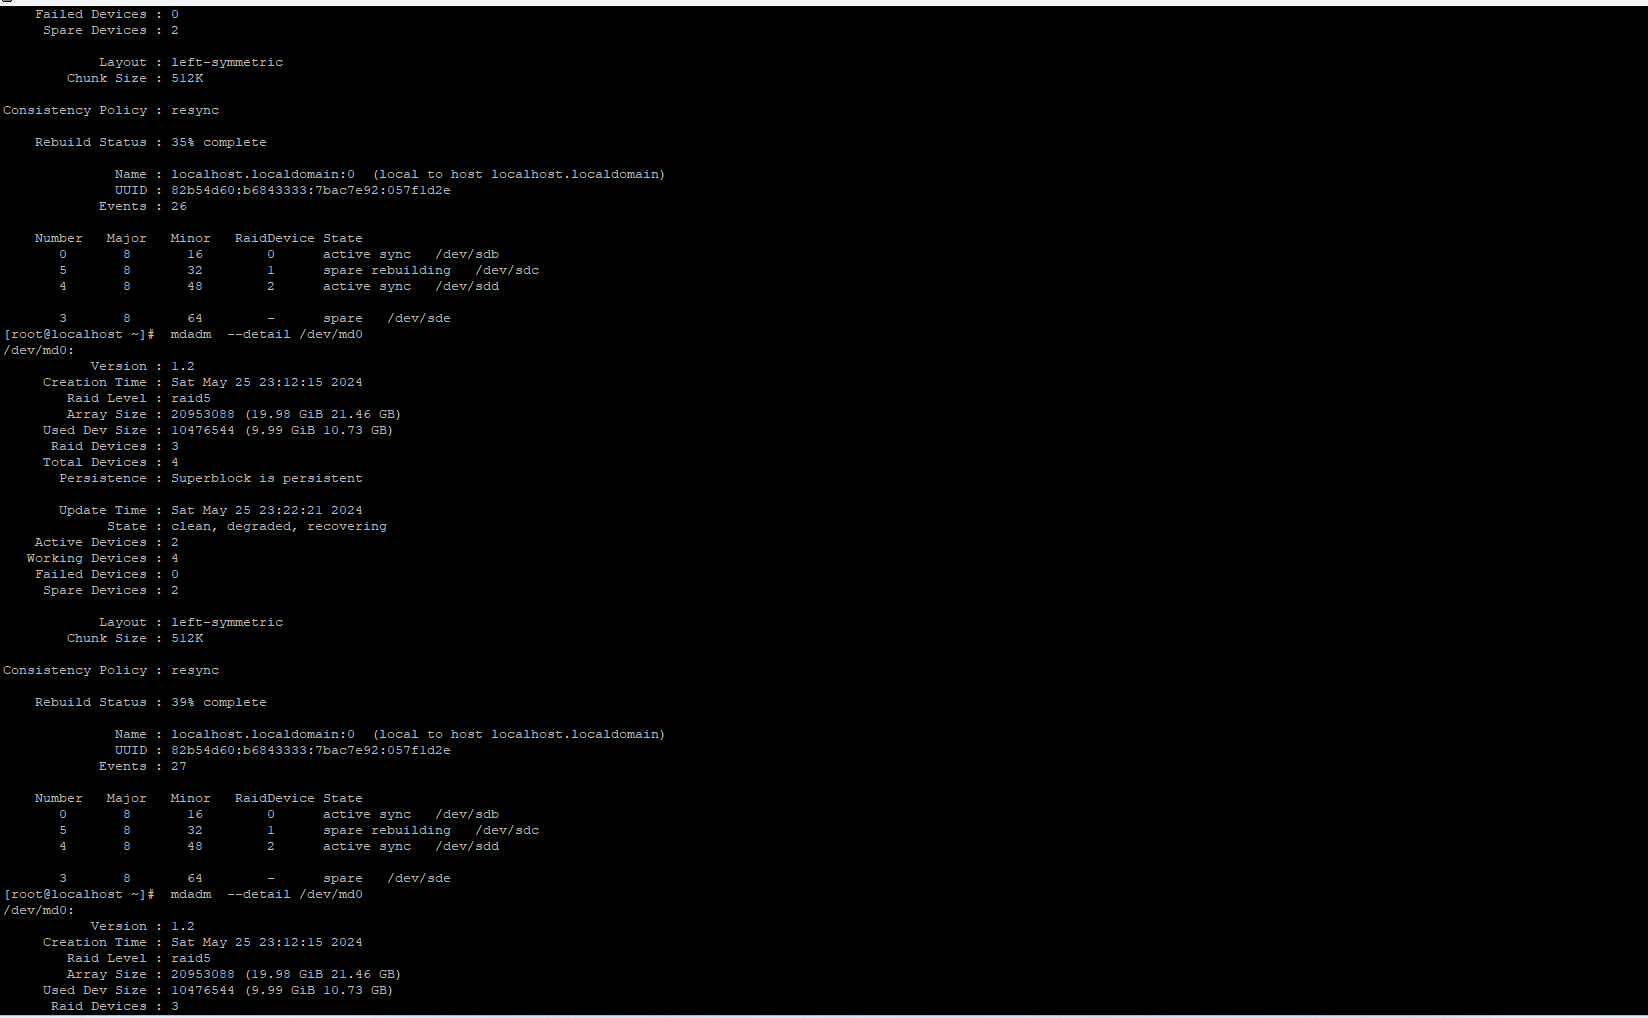 Failed Devices : 0
Spare Devices : 2
Layout : left-symmetric
Chunk Size : 512K
Consistency Policy : resync
Rebuild Status : 35% complete
Name : localhost.localdomain:0  (local to host localhost.localdomain)
UUID : 82b54d60:b6843333:7bac7e92:057f1d2e
Events : 26
Number   Major   Minor   RaidDevice State
0        8       16        0      active sync   /dev/sdb
5        8       32        1      spare rebuilding   /dev/sdc
4        8       48        2      active sync   /dev/sdd
3        8       64        -      spare   /dev/sde
[root@localhost ~]#  mdadm  --detail /dev/md0
/dev/md0:
Version : 1.2
Creation Time : Sat May 25 23:12:15 2024
Raid Level : raid5
Array Size : 20953088 (19.98 GiB 21.46 GB)
Used Dev Size : 10476544 (9.99 GiB 10.73 GB)
Raid Devices : 3
Total Devices : 4
Persistence : Superblock is persistent
Update Time : Sat May 25 23:22:21 2024
State : clean, degraded, recovering
Active Devices : 2
Working Devices : 4
Failed Devices : 0
Spare Devices : 2
Layout : left-symmetric
Chunk Size : 512K
Consistency Policy : resync
Rebuild Status : 39% complete
Name : localhost.localdomain:0  (local to host localhost.localdomain)
UUID : 82b54d60:b6843333:7bac7e92:057f1d2e
Events : 27
Number   Major   Minor   RaidDevice State
0        8       16        0      active sync   /dev/sdb
5        8       32        1      spare rebuilding   /dev/sdc
4        8       48        2      active sync   /dev/sdd
3        8       64        -      spare   /dev/sde
[root@localhost ~]#  mdadm  --detail /dev/md0
/dev/md0:
Version : 1.2
Creation Time : Sat May 25 23:12:15 2024
Raid Level : raid5
Array Size : 20953088 (19.98 GiB 21.46 GB)
Used Dev Size : 10476544 (9.99 GiB 10.73 GB)
Raid Devices : 3